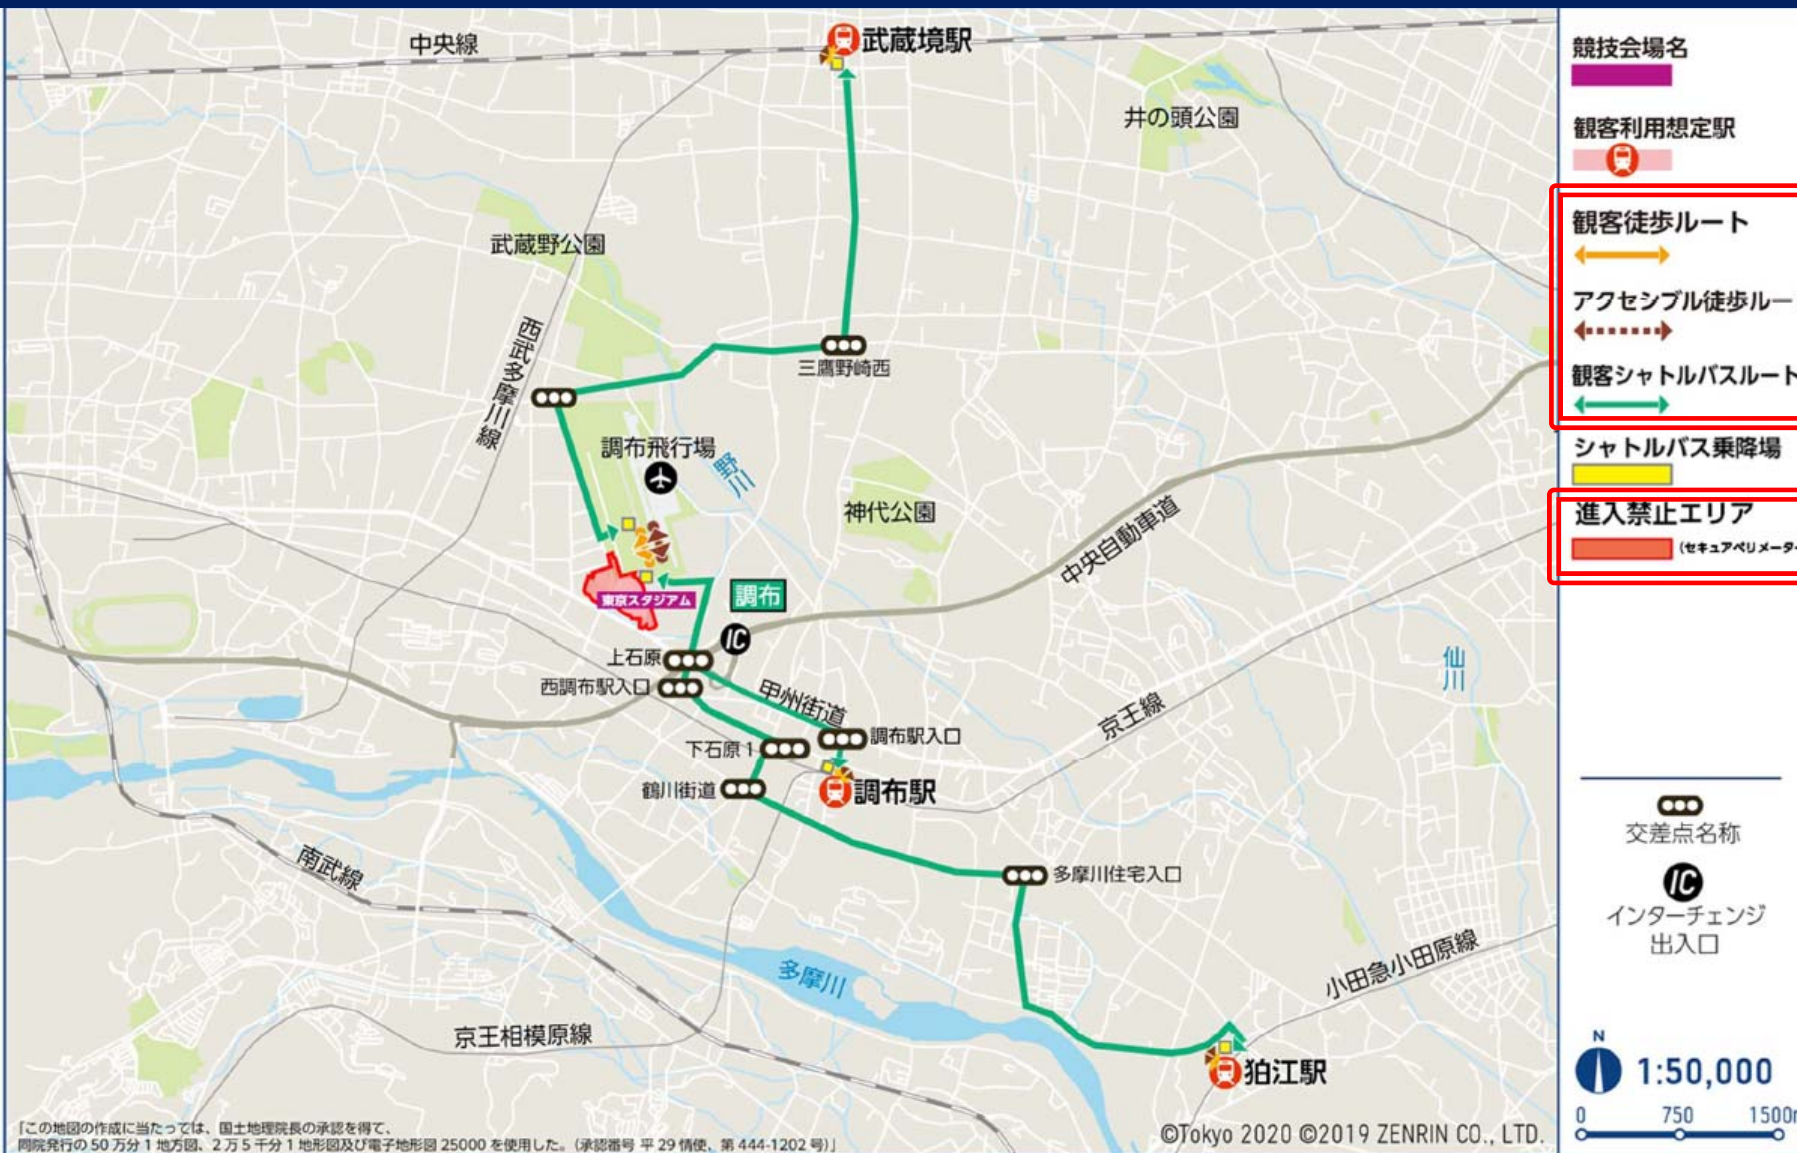 中央線
武蔵境駅
井の頭公園
武蔵野公園
西武多摩川線
三鷹野崎西
調布飛行場
野川
神代公園
中央自動車道
東京スタジアム
調布
IC
上石原
西調布駅入口
甲州街道
仙川
京王線
下石原1
調布駅入口
鶴川街道
調布駅
南武線
多摩川住宅入口
多摩川
小田急小田原線
京王相模原線
狛江駅
「この地図の作成に当たっては、国土地理院長の承認を得て、
同院発行の50万分1地方図、2万5千分1地形図及び電子地形図25000を使用した。(承認番号 平29情使、第444-1202号)」
©Tokyo 2020 ©2019 ZENRIN CO., LTD.
競技会場名
観客利用想定駅
観客徒歩ルート
アクセシブル徒歩ルー
観客シャトルバスルート
シャトルバス乗降場
進入禁止エリア
(セキュアペリメーター
交差点名称
IC
インターチェンジ
出入口
N
1:50,000
0 750 1500m